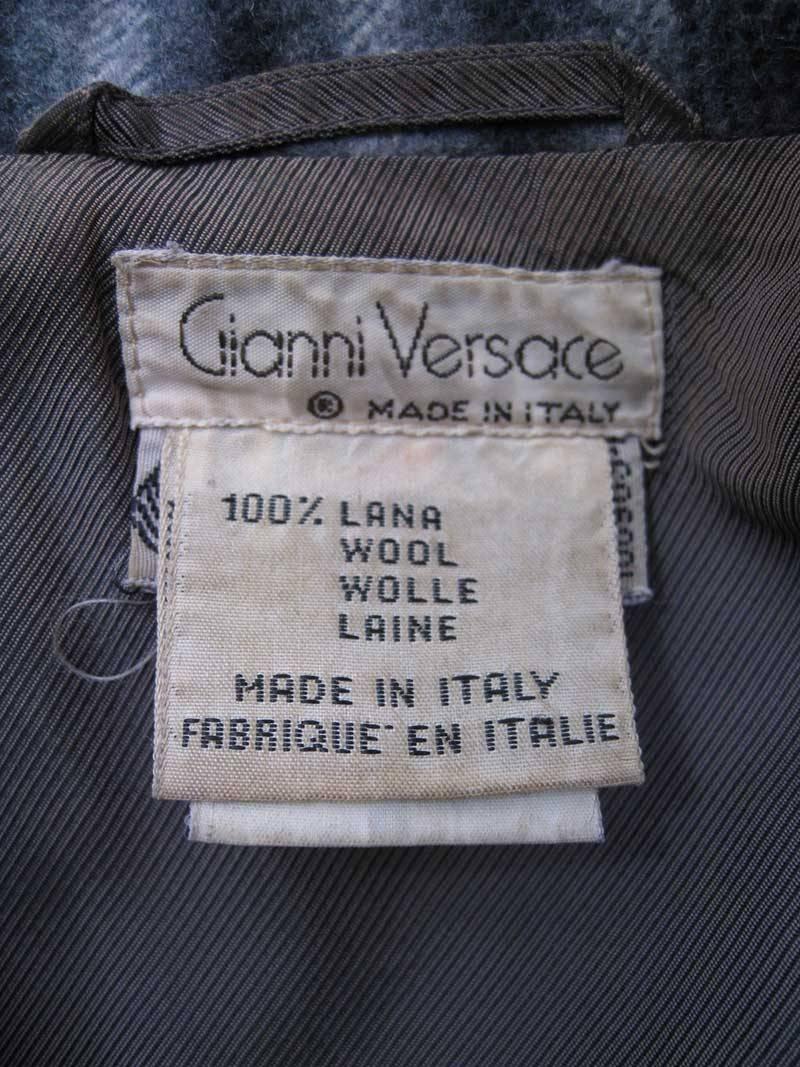 Gianni Versace
® MADE IN ITALY
100% LANA
WOOL
WOLLE
LAINE
MADE IN ITALY
FABRIQUE EN ITALIE